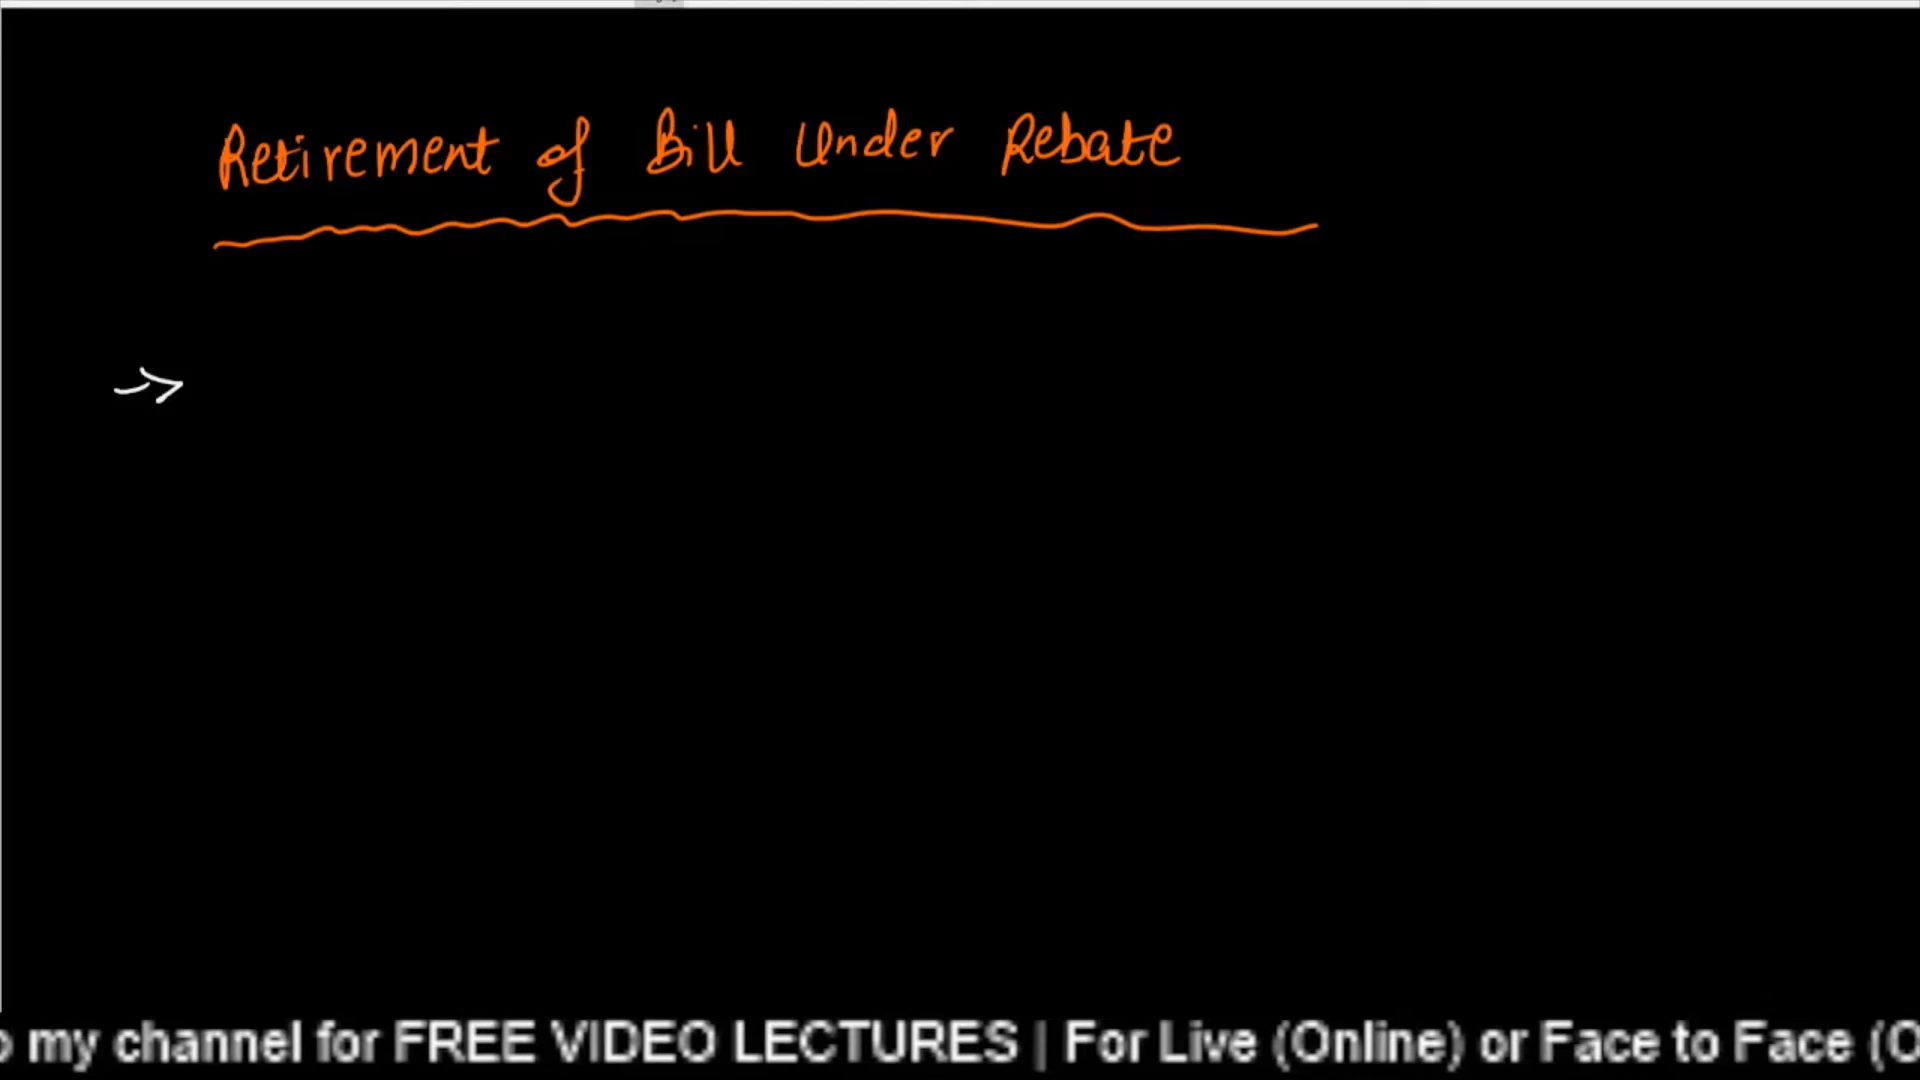 Retirement of Bill Under Rebate
my channel for FREE VIDEO LECTURES | For Live (Online) or Face to Face